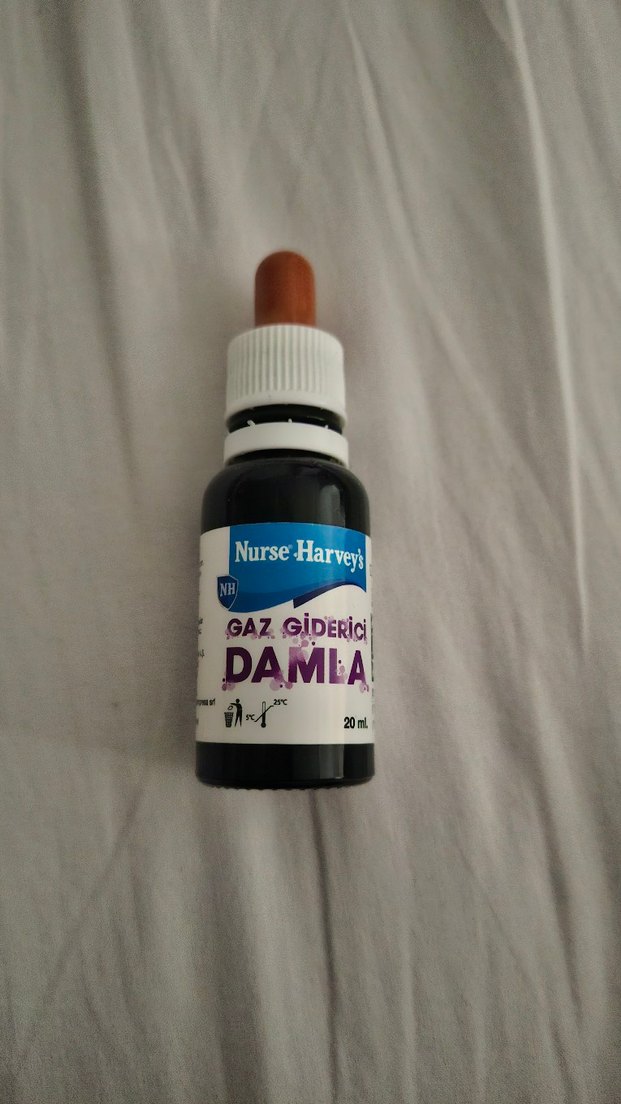 Nurse® Harvey's
NH
GAZ GİDERİCİ
DAMLA
25°C
5°C
20 ml.